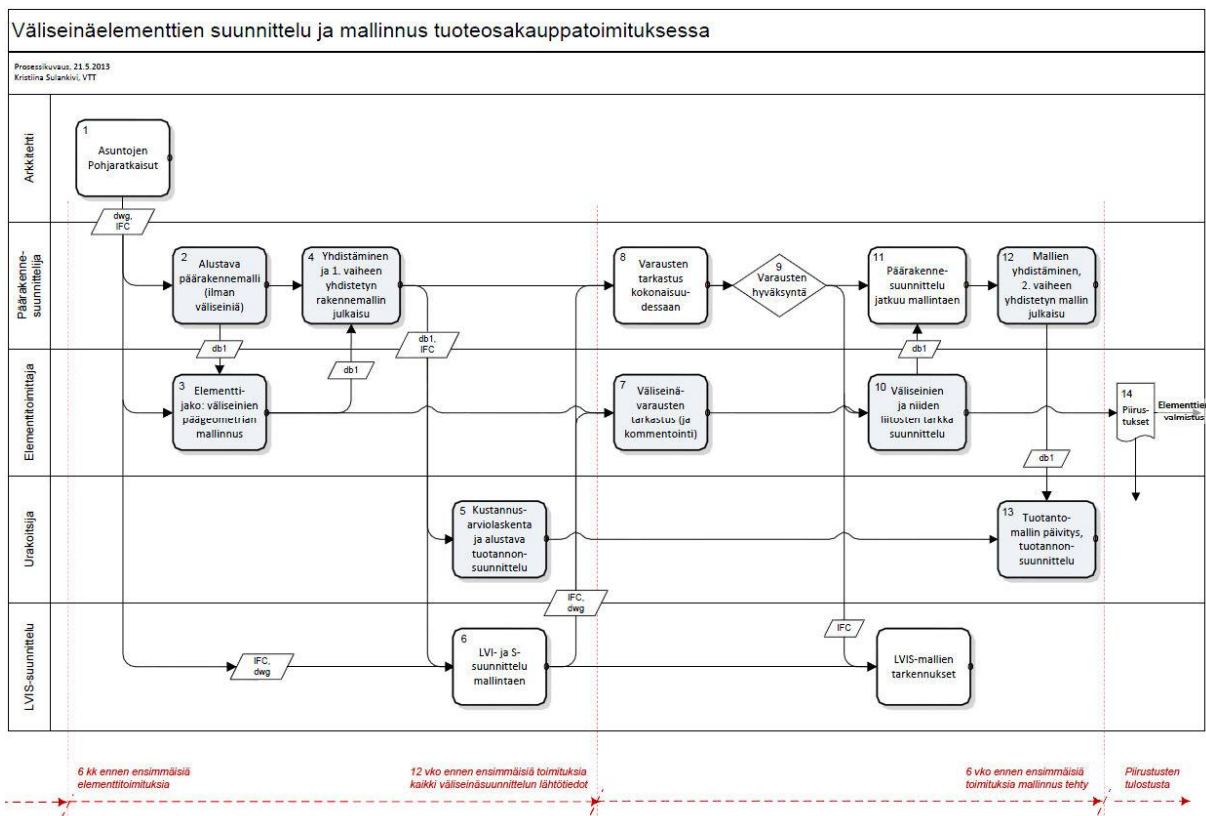 Väliseinäelementtien suunnittelu ja mallinnus tuoteosakauppatoimituksessa
Prosessikuvaus, 21.5.2013
Kristiina Sulankivi, VTT
Arkkitehti
1
Asuntojen
Pohjaratkaisut
dwg,
IFC
Päärakenne-
suunnittelija
2
Alustava
päärakennemalli
(ilman
väliseiniä)
4
Yhdistäminen
ja 1. vaiheen
yhdistetyn
rakennemallin
julkaisu
8
Varausten
tarkastus
kokonaisuu-
dessaan
9
Varausten
hyväksyntä
11
Päärakenne-
suunnittelu
jatkuu mallintaen
12
Mallien
yhdistäminen,
2. vaiheen
yhdistetyn mallin
julkaisu
db1
db1
db1,
IFC
db1
Elementtitoimittaja
3
Elementti-
jako: väliseinien
päägeometrian
mallinnus
7
Väliseinä-
varausten
tarkastus (ja
kommentointi)
10
Väliseinien
ja niiden
liitosten tarkka
suunnittelu
14
Piirus-
tukset
Elementtien
valmistus
db1
Urakoitsija
5
Kustannus-
arviolaskenta
ja alustava
tuotannon-
suunnittelu
13
Tuotanto-
mallin päivitys,
tuotannon-
suunnittelu
IFC,
dwg
LVIS-suunnittelu
IFC,
dwg
6
LVI- ja S-
suunnittelu
mallintaen
IFC
LVIS-mallien
tarkennukset
6 kk ennen ensimmäisiä
elementtitoimituksia
12 vko ennen ensimmäisiä toimituksia
kaikki väliseinäsuunnittelun lähtötiedot
6 vko ennen ensimmäisiä
toimituksia mallinnus tehty
Piirustusten
tulostusta